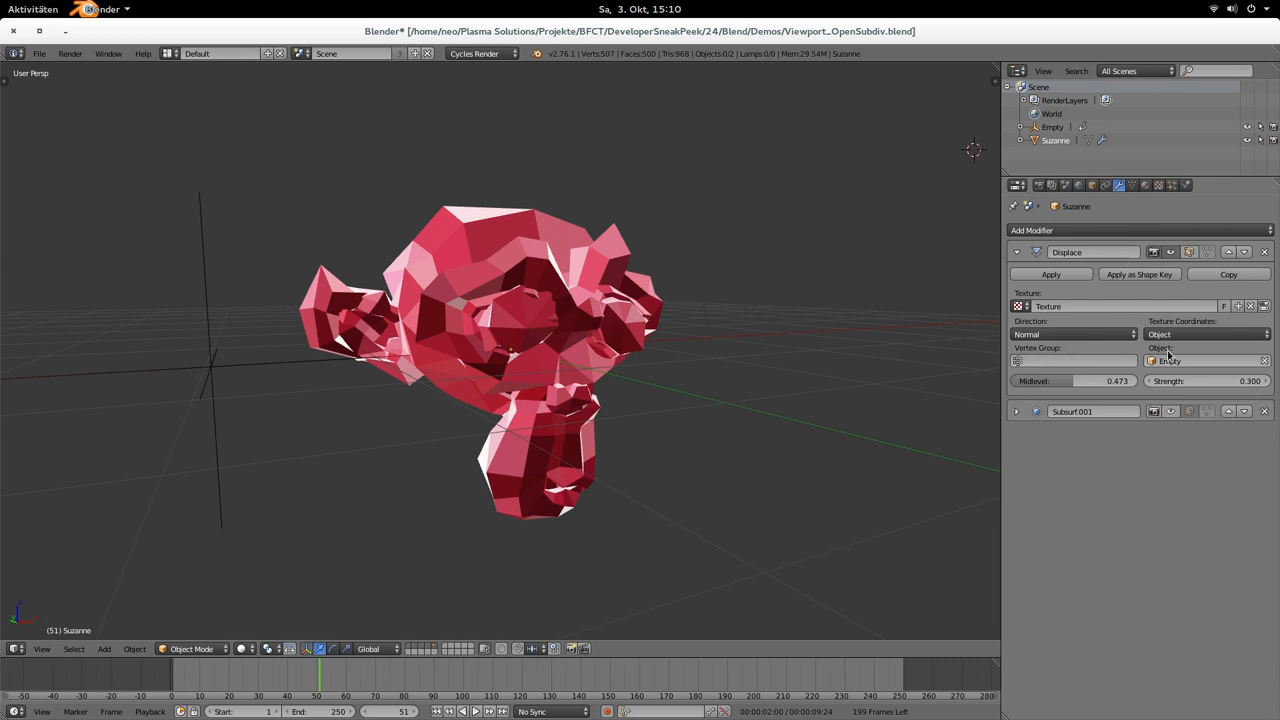 Aktivitäten Blender Sa, 3. Okt, 15:10
Blender* [/home/neo/Plasma Solutions/Projekte/BFCT/DeveloperSneakPeek/24/Blend/Demos/Viewport_OpenSubdiv.blend]
File Render Window Help Default Scene 3 Cycles Render v2.76.1 | Verts:507 | Faces:500 | Tris:968 | Objects:0/2 | Lamps:0/0 | Mem:29.54M | Suzanne
User Persp
View Search All Scenes
Scene
RenderLayers
World
Empty
Suzanne
Suzanne
Add Modifier
Displace
Apply Apply as Shape Key Copy
Texture:
Texture F
Direction: Texture Coordinates:
Normal Object
Vertex Group: Object:
Empty
Midlevel: 0.473 Strength: 0.300
Subsurf.001
(51) Suzanne
View Select Add Object Object Mode Global
-50 -40 -30 -20 -10 0 10 20 30 40 50 60 70 80 90 100 110 120 130 140 150 160 170 180 190 200 210 220 230 240 250 260 270 280
View Marker Frame Playback Start: 1 End: 250 51 No Sync 00:00:02:00 / 00:00:09:24 199 Frames Left